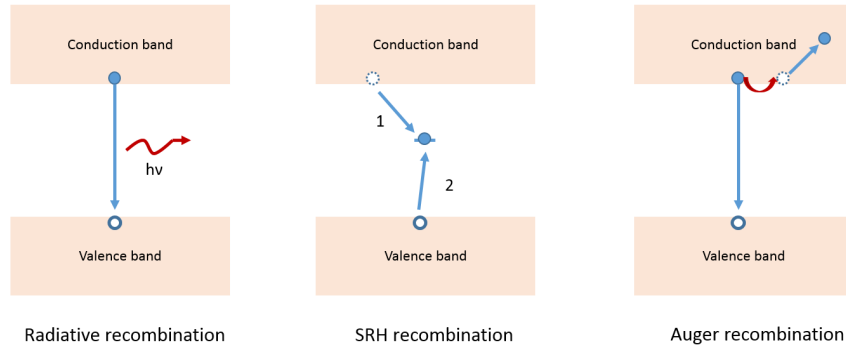 Conduction band
hν
Valence band
Radiative recombination
Conduction band
1
2
Valence band
SRH recombination
Conduction band
Valence band
Auger recombination